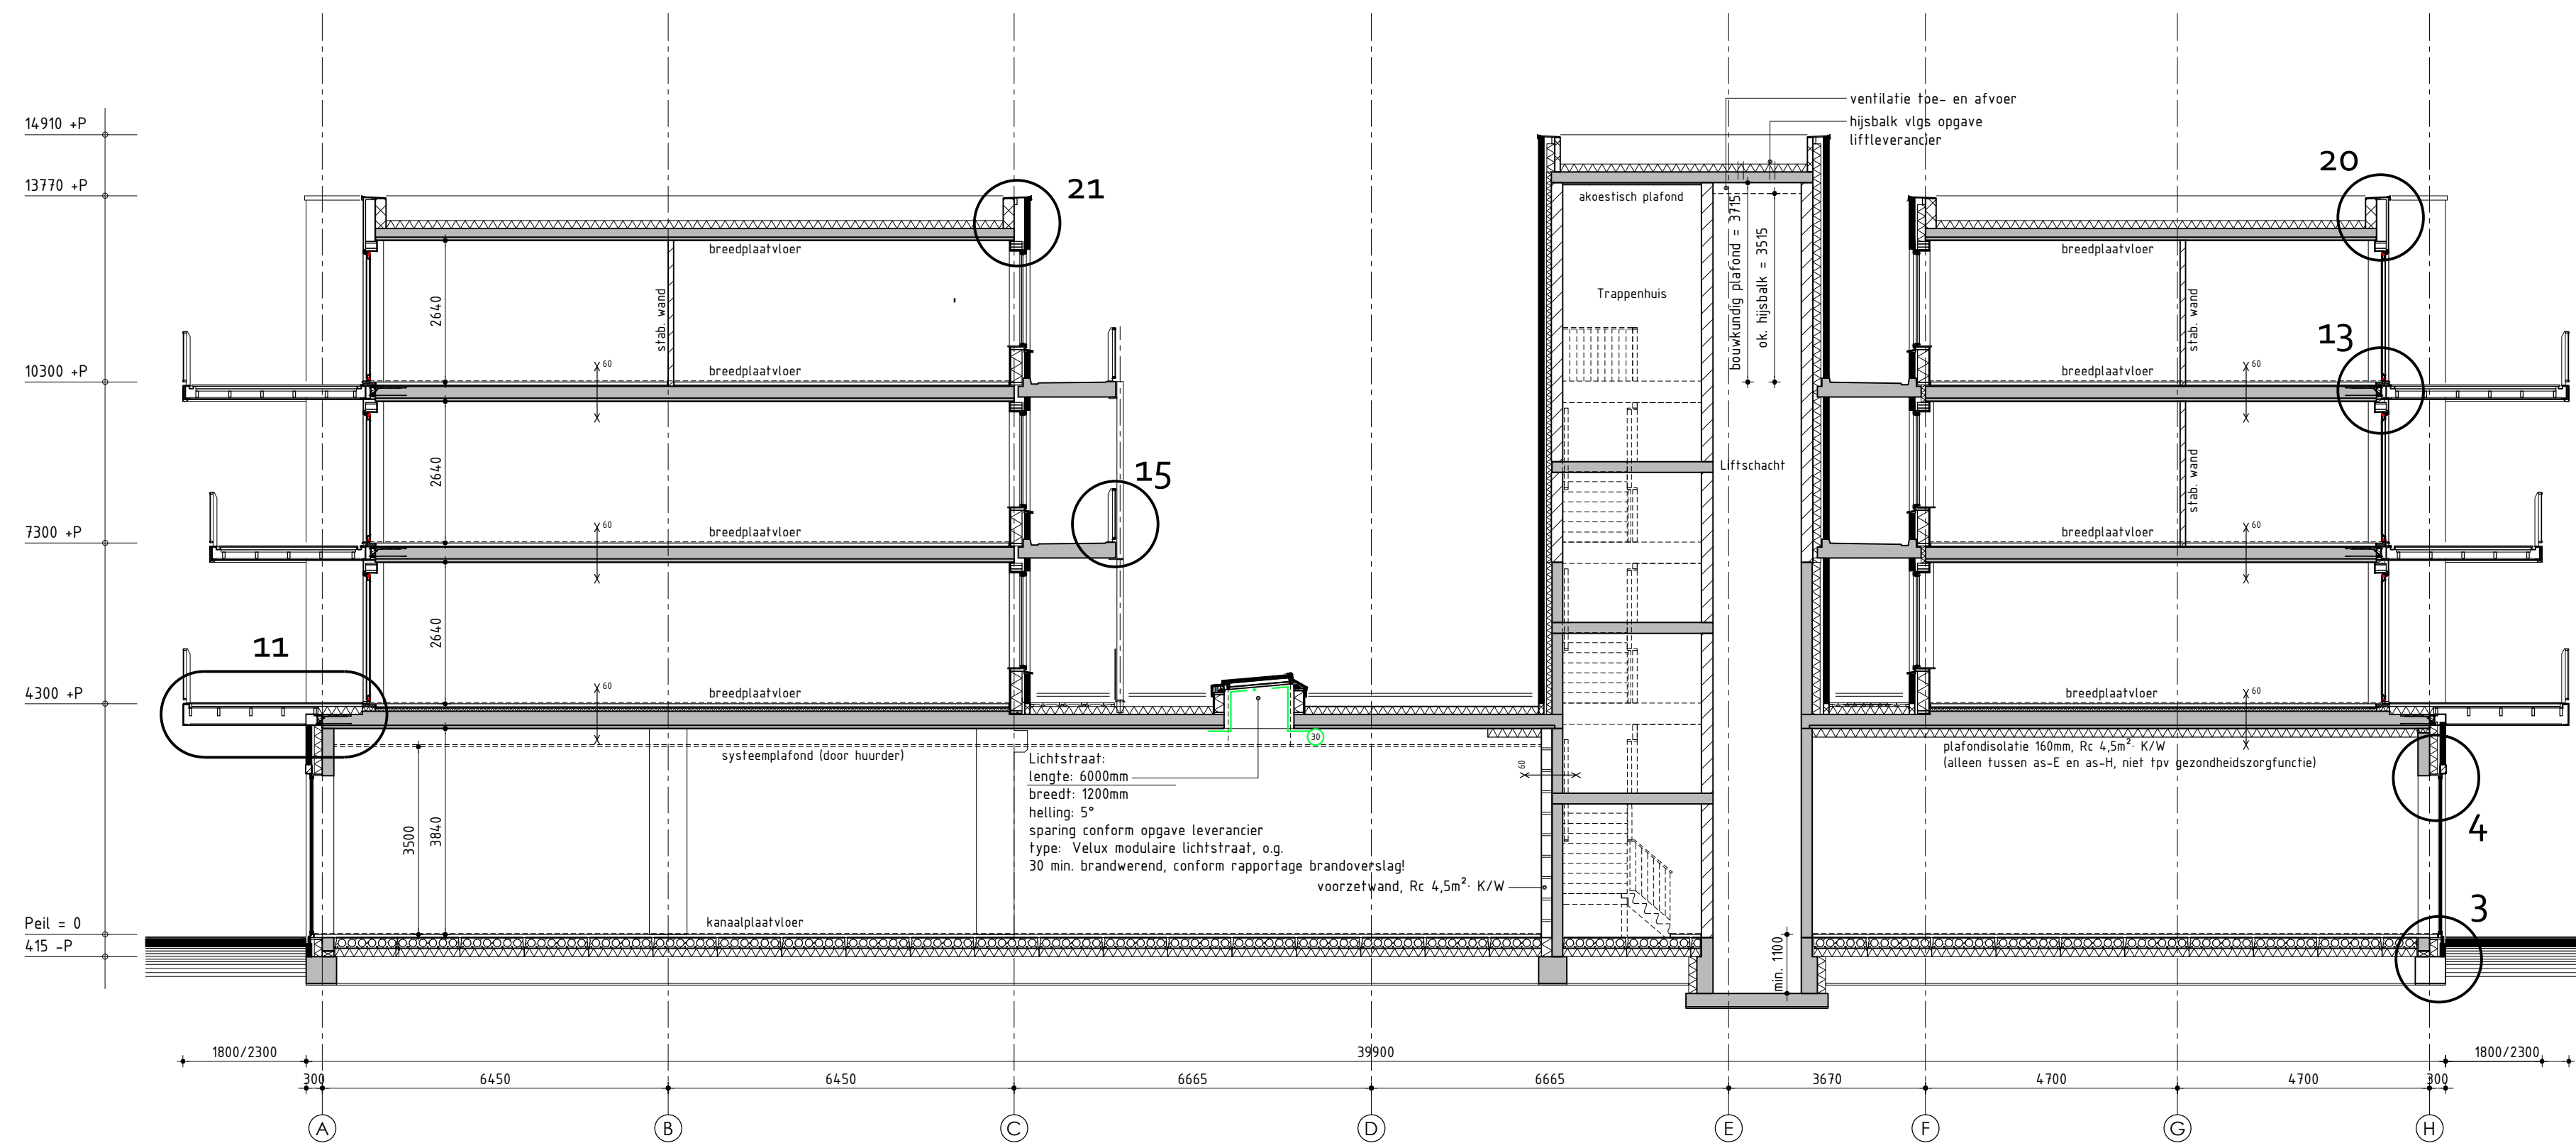 ventilatie toe- en afvoer
hijsbalk vlgs opgave
liftleverancier
14910 +P
13770 +P
10300 +P
7300 +P
4300 +P
Peil = 0
415 -P
21
20
13
15
11
4
3
breedplaatvloer
breedplaatvloer
breedplaatvloer
breedplaatvloer
stab. wand
2640
2640
2640
60
60
60
akoestisch plafond
Trappenhuis
Liftschacht
bouwkundig plafond = 3715
ok. hijsbalk = 3515
breedplaatvloer
breedplaatvloer
breedplaatvloer
breedplaatvloer
stab. wand
stab. wand
60
60
60
systeemplafond (door huurder)
30
Lichtstraat:
lengte: 6000mm
breedt: 1200mm
helling: 5°
sparing conform opgave leverancier
type: Velux modulaire lichtstraat, o.g.
30 min. brandwerend, conform rapportage brandoverslag!
voorzetwand, Rc 4,5m²· K/W
60
plafondisolatie 160mm, Rc 4,5m²· K/W
(alleen tussen as-E en as-H, niet tpv gezondheidszorgfunctie)
3500
3840
kanaalplaatvloer
min. 1100
1800/2300
39900
1800/2300
300
6450
6450
6665
6665
3670
4700
4700
300
A
B
C
D
E
F
G
H